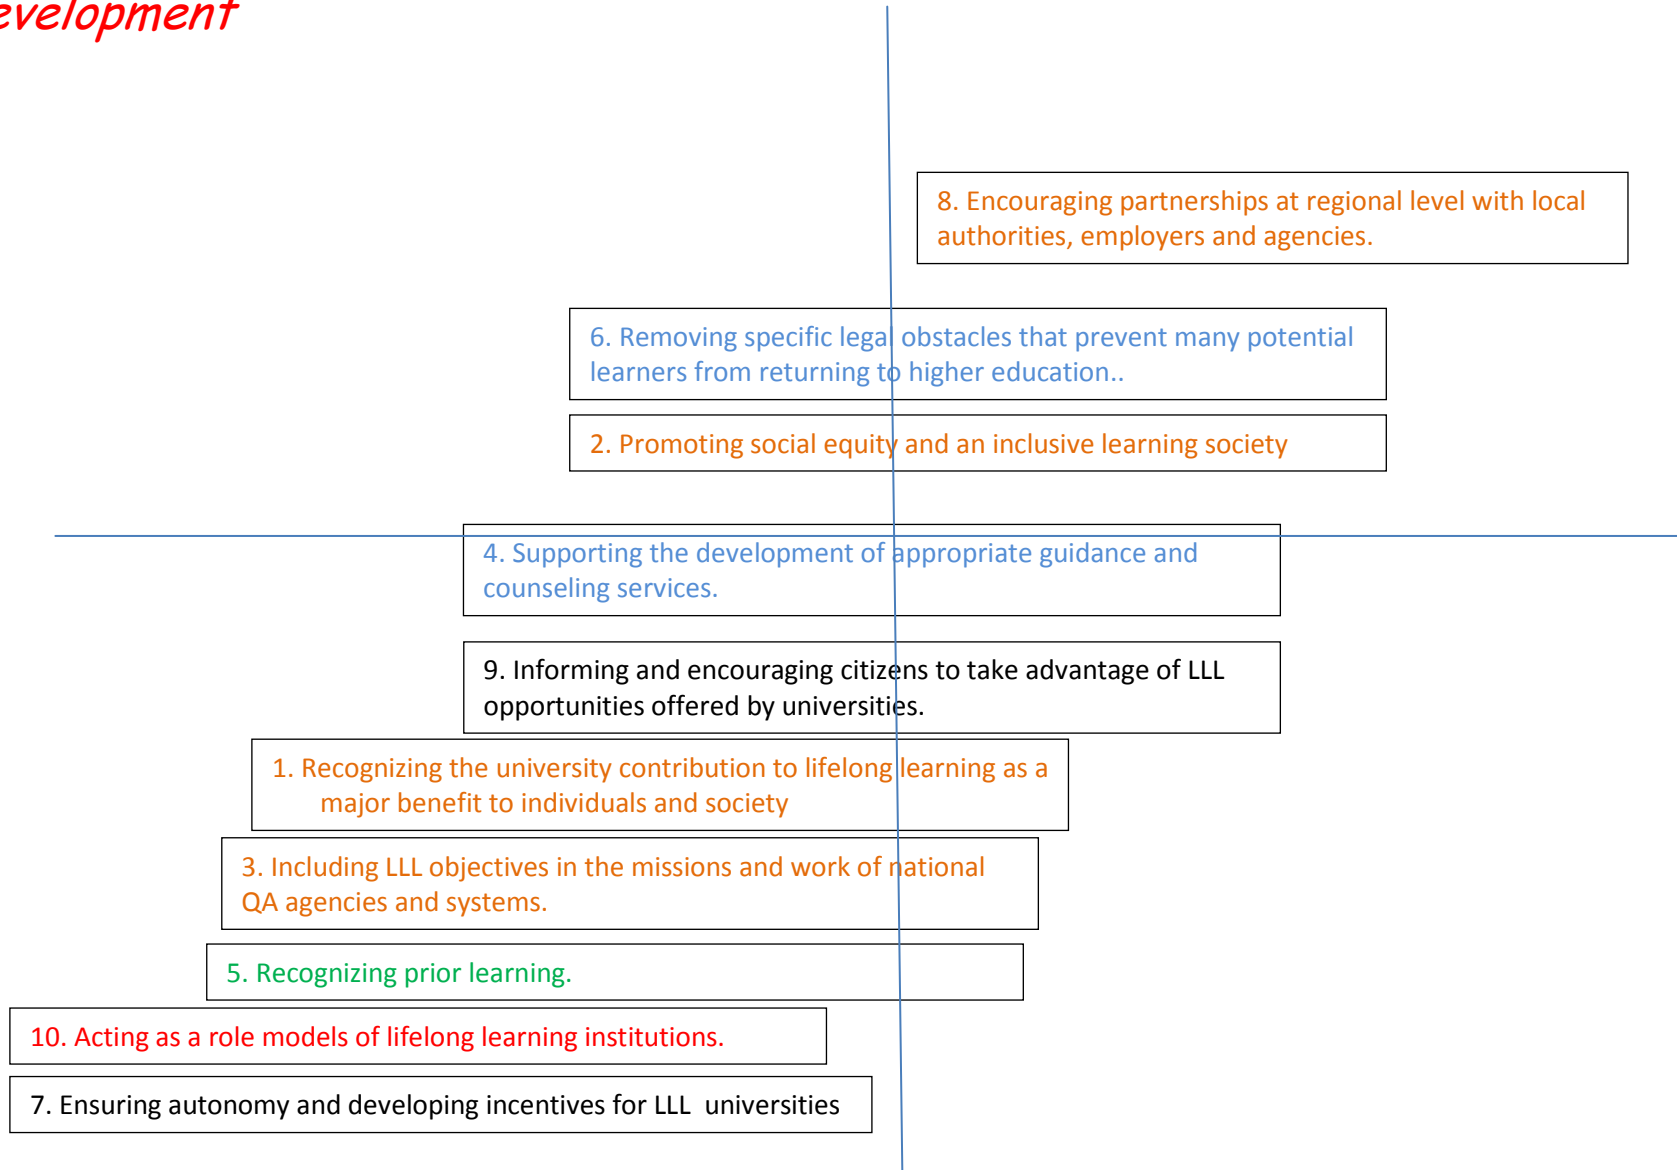 evelopment
8. Encouraging partnerships at regional level with local
authorities, employers and agencies.
6. Removing specific legal obstacles that prevent many potential
learners from returning to higher education..
2. Promoting social equity and an inclusive learning society
4. Supporting the development of appropriate guidance and
counseling services.
9. Informing and encouraging citizens to take advantage of LLL
opportunities offered by universities.
1. Recognizing the university contribution to lifelong learning as a
major benefit to individuals and society
3. Including LLL objectives in the missions and work of national
QA agencies and systems.
5. Recognizing prior learning.
10. Acting as a role models of lifelong learning institutions.
7. Ensuring autonomy and developing incentives for LLL  universities